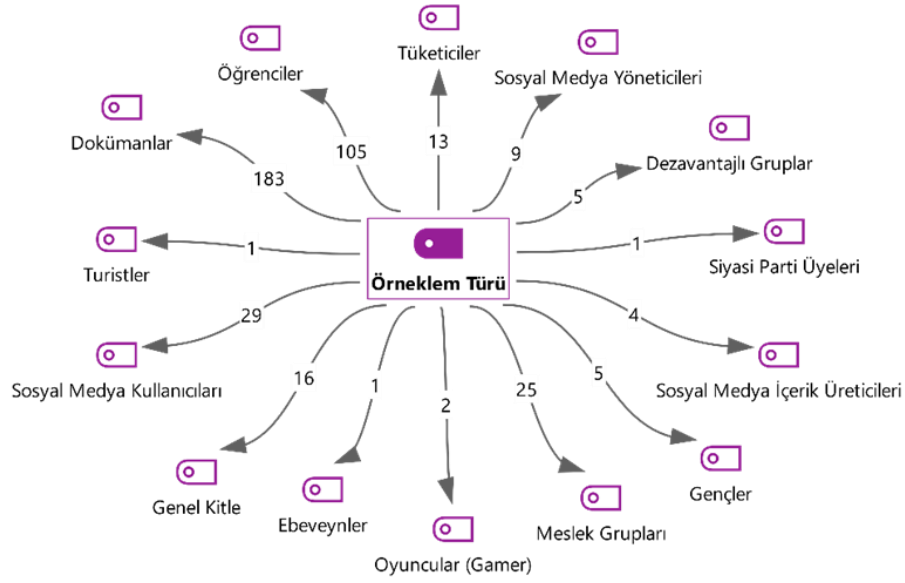 Tüketiciler
Öğrenciler
Sosyal Medya Yöneticileri
Dokümanlar
105
13
9
Dezavantajlı Gruplar
183
5
1
1
Turistler
Siyasi Parti Üyeleri
Örneklem Türü
29
4
Sosyal Medya Kullanıcıları
16
1
2
25
5
Sosyal Medya İçerik Üreticileri
Genel Kitle
Ebeveynler
Gençler
Meslek Grupları
Oyuncular (Gamer)